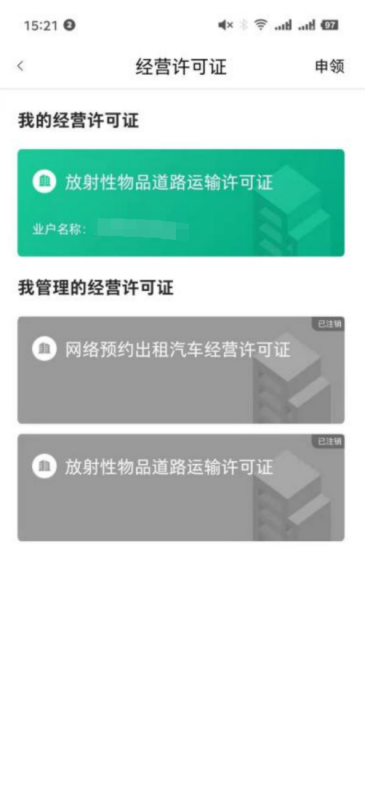 15:21 2 97
经营许可证 申领
我的经营许可证
放射性物品道路运输许可证
业户名称：
我管理的经营许可证
已注销
网络预约出租汽车经营许可证
已注销
放射性物品道路运输许可证